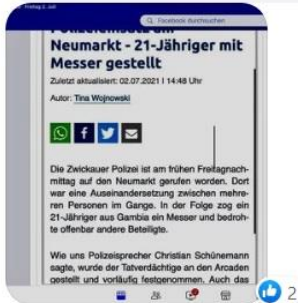 Freitag 2. Juli
Facebook durchsuchen
Polizeieinsatz am
Neumarkt - 21-Jähriger mit
Messer gestellt
Zuletzt aktualisiert: 02.07.2021 | 14:48 Uhr
Autor: Tina Wojnowski
Die Zwickauer Polizei ist am frühen Freitagnach-
mittag auf den Neumarkt gerufen worden. Dort
war eine Auseinandersetzung zwischen mehre-
ren Personen im Gange. In der Folge zog ein
21-Jähriger aus Gambia ein Messer und bedroh-
te offenbar andere Beteiligte.
Wie uns Polizeisprecher Christian Schünemann
sagte, wurde der Tatverdächtige an den Arcaden
gestellt und vorläufig festgenommen. Auch das
2